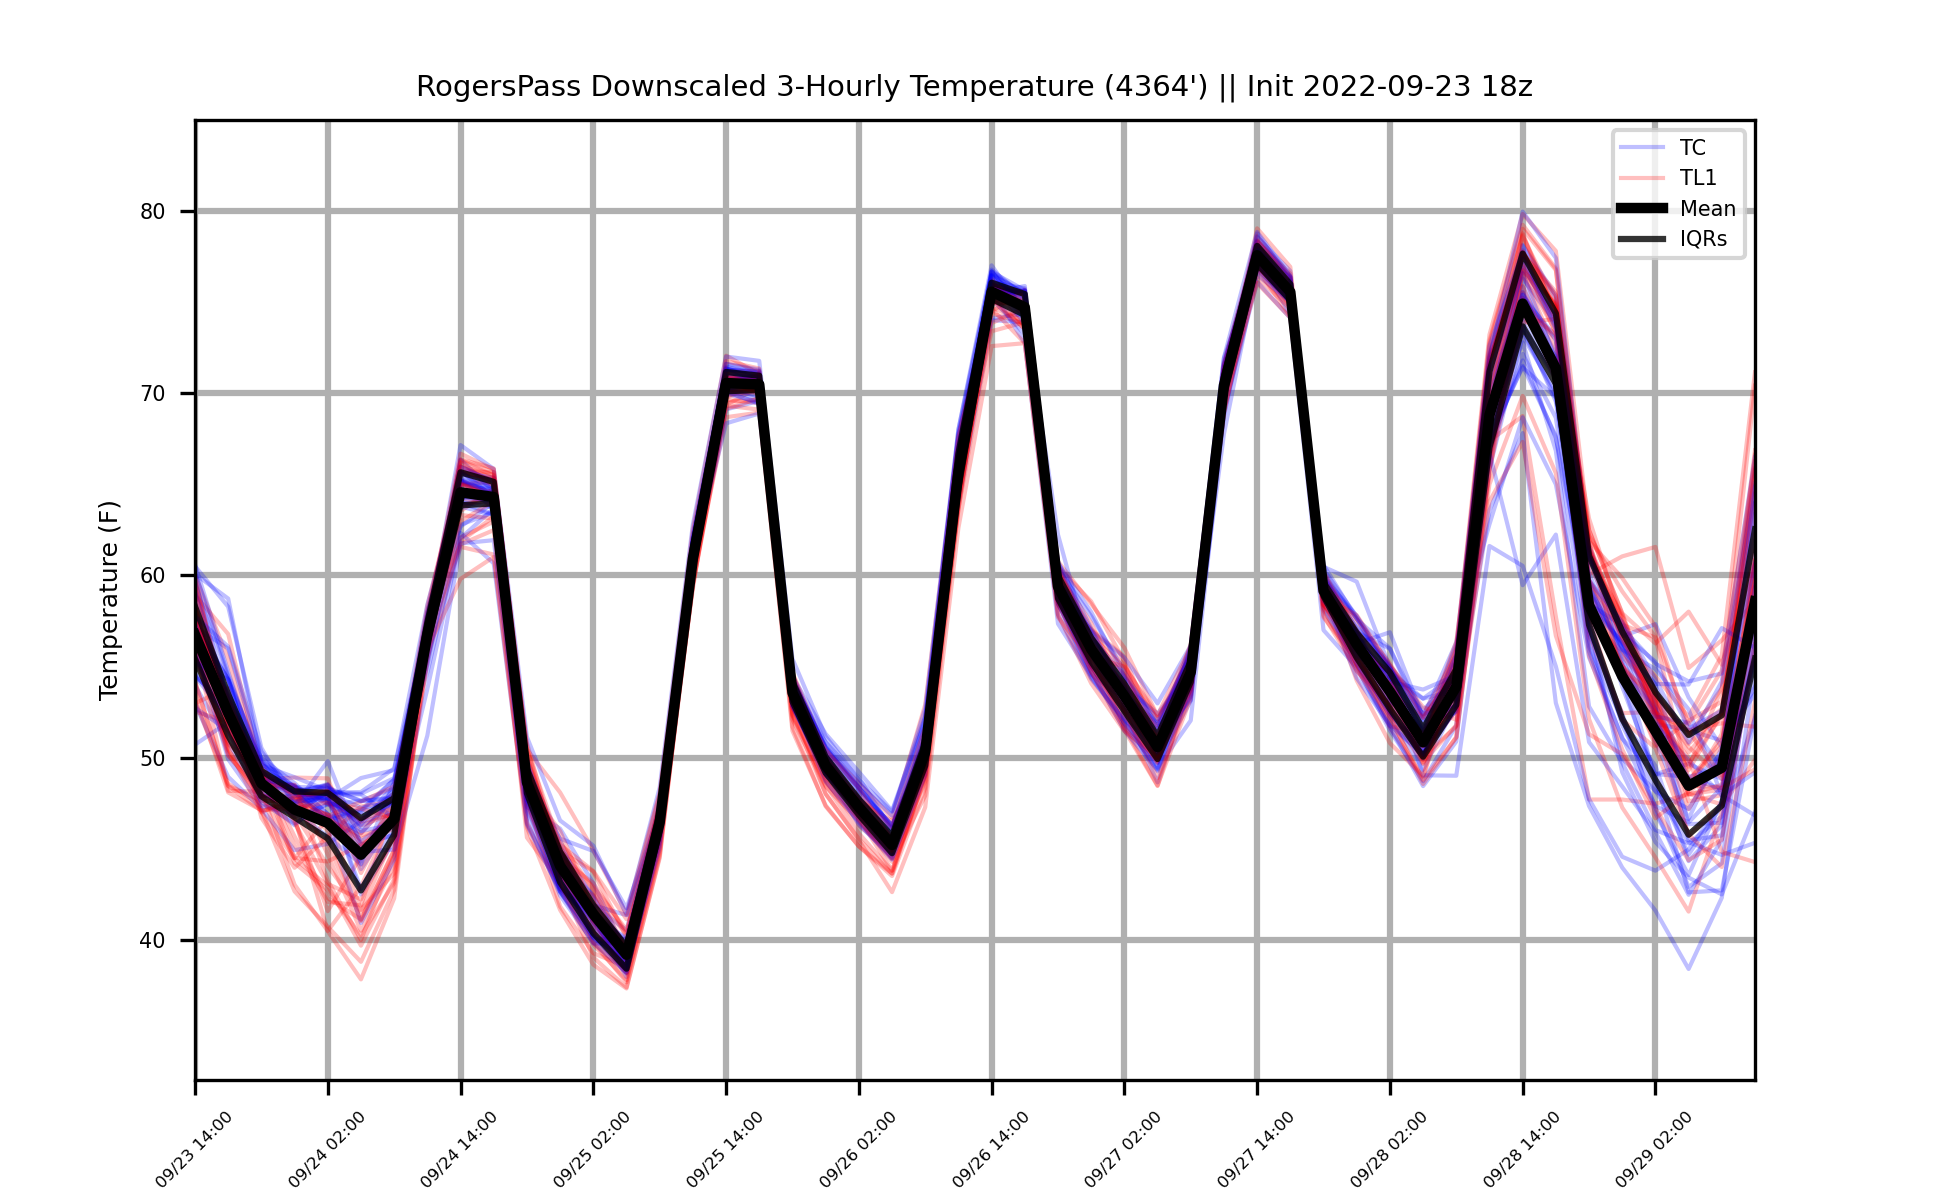 RogersPass Downscaled 3-Hourly Temperature (4364') || Init 2022-09-23 18z
TC
TL1
Mean
IQRs
Temperature (F)
80
70
60
50
40
09/23 14:00
09/24 02:00
09/24 14:00
09/25 02:00
09/25 14:00
09/26 02:00
09/26 14:00
09/27 02:00
09/27 14:00
09/28 02:00
09/28 14:00
09/29 02:00